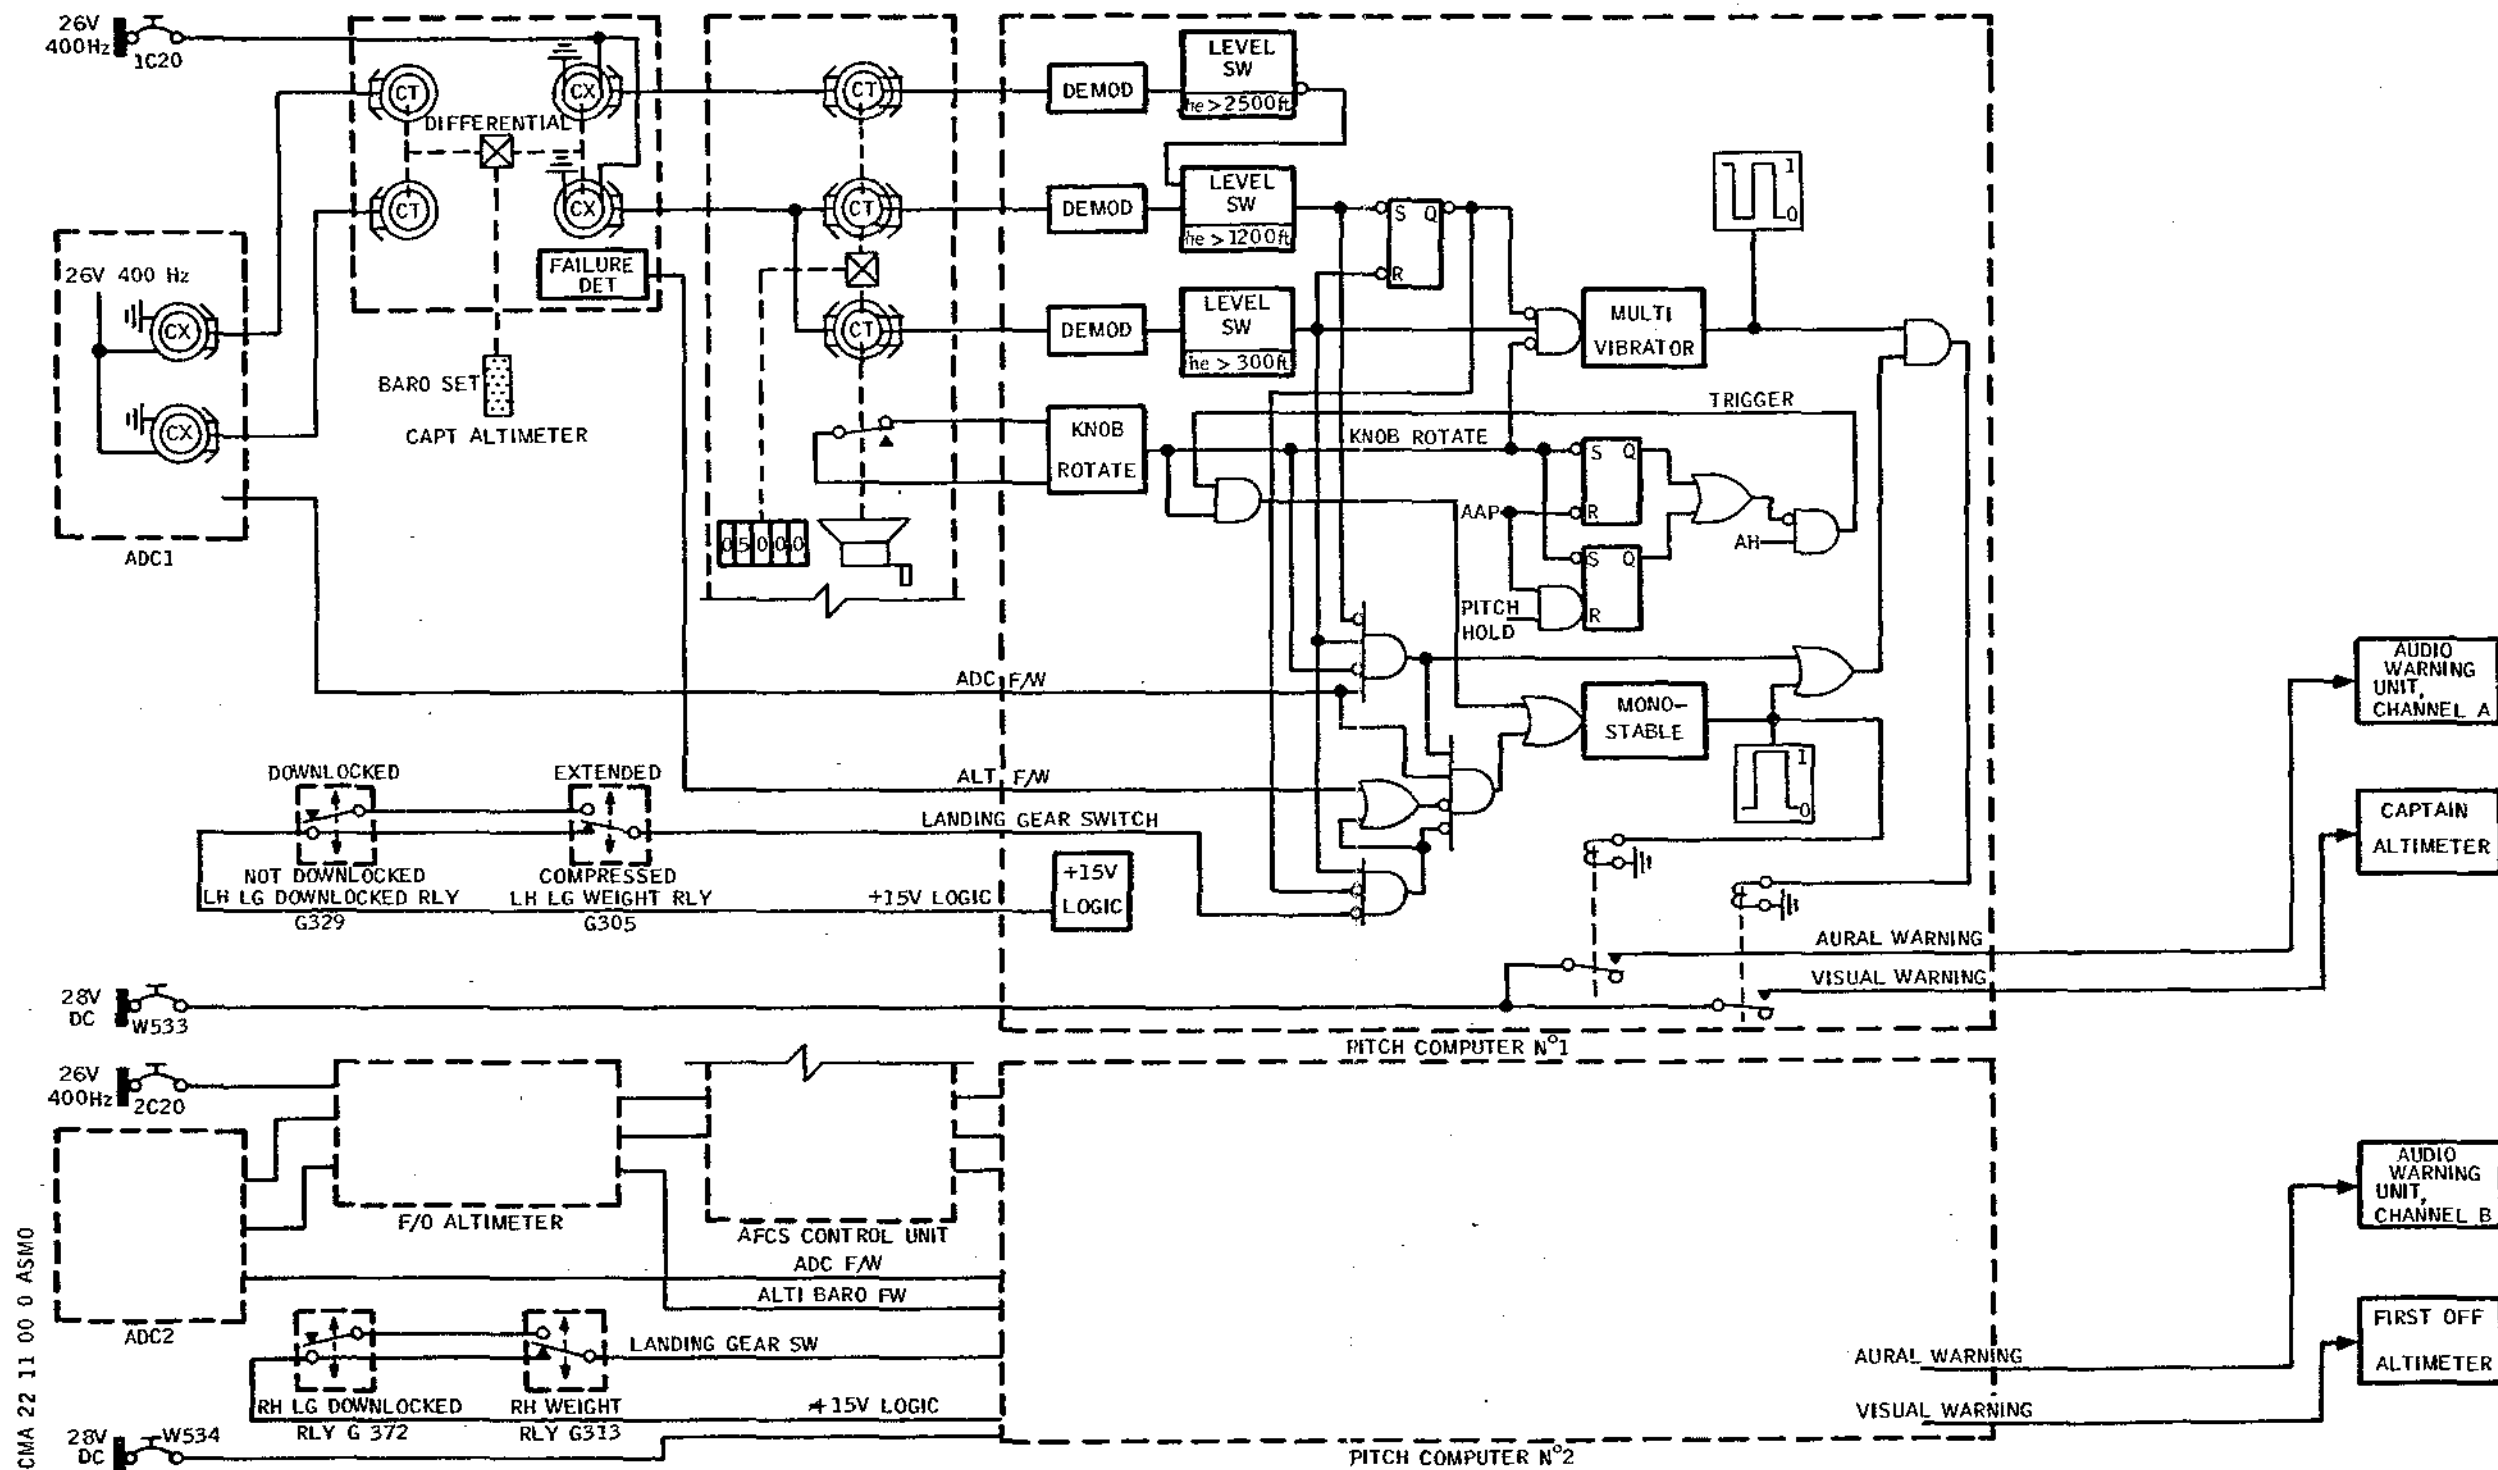 26V
400Hz
1C20
CT
CX
DIFFERENTIAL
CT
CX
FAILURE
DET
BARO SET
CAPT ALTIMETER
26V 400 Hz
CX
CX
ADC1
CT
CT
CT
05000
DEMOD
LEVEL
SW
he > 2500ft
DEMOD
LEVEL
SW
he > 1200ft
DEMOD
LEVEL
SW
he > 300ft
S Q
R
MULTI
VIBRATOR
1
0
KNOB
ROTATE
KNOB ROTATE
TRIGGER
S Q
R
AAP
AH
S Q
R
PITCH
HOLD
ADC F/W
MONO-
STABLE
1
0
ALT F/W
LANDING GEAR SWITCH
DOWNLOCKED
EXTENDED
NOT DOWNLOCKED
LH LG DOWNLOCKED RLY
G329
COMPRESSED
LH LG WEIGHT RLY
G305
+15V LOGIC
+15V
LOGIC
AURAL WARNING
VISUAL WARNING
AUDIO
WARNING
UNIT,
CHANNEL A
CAPTAIN
ALTIMETER
28V
DC
W533
PITCH COMPUTER N°1
26V
400Hz
2C20
F/O ALTIMETER
AFCS CONTROL UNIT
ADC2
ADC F/W
ALTI BARO FW
LANDING GEAR SW
RH LG DOWNLOCKED
RLY G 372
RH WEIGHT
RLY G313
+15V LOGIC
28V
DC
W534
AURAL WARNING
VISUAL WARNING
AUDIO
WARNING
UNIT,
CHANNEL B
FIRST OFF
ALTIMETER
PITCH COMPUTER N°2
CMA 22 11 00 0 ASMO